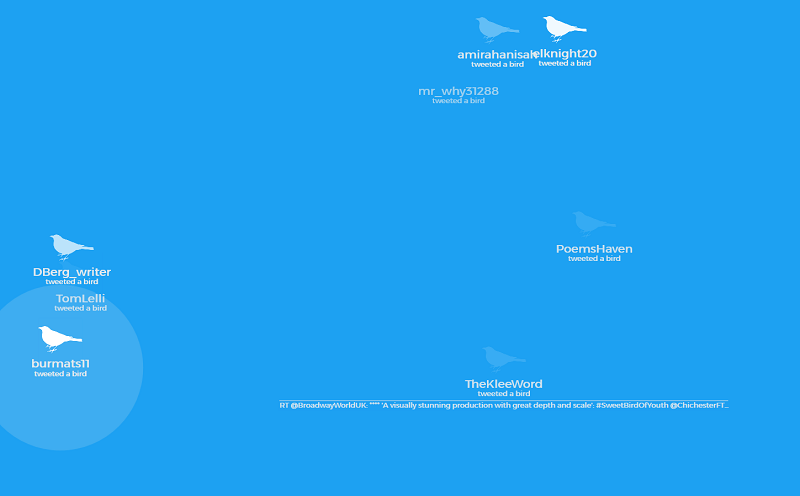 amirahanisah
tweeted a bird
elknight20
tweeted a bird
mr_why31288
tweeted a bird
PoemsHaven
tweeted a bird
DBerg_writer
tweeted a bird
TomLelli
tweeted a bird
burmats11
tweeted a bird
TheKleeWord
tweeted a bird
RT @BroadwayWorldUK: **** 'A visually stunning production with great depth and scale': #SweetBirdOfYouth @ChichesterFT...